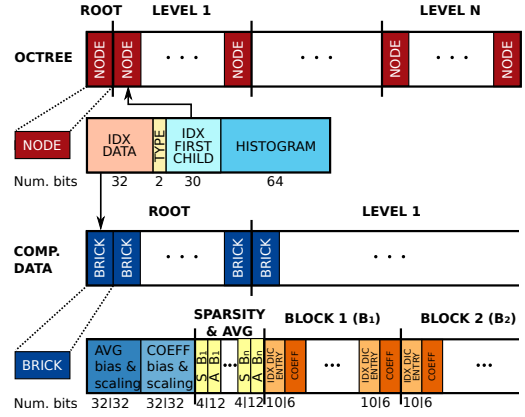 ROOT LEVEL 1 LEVEL N
OCTREE NODE NODE · · · NODE · · · NODE · · · NODE
NODE IDX DATA TYPE IDX FIRST CHILD HISTOGRAM
Num. bits 32 2 30 64
ROOT LEVEL 1
COMP. DATA BRICK BRICK · · · BRICK BRICK · · ·
SPARSITY & AVG BLOCK 1 (B₁) BLOCK 2 (B₂)
BRICK AVG bias & scaling COEFF bias & scaling S B₁ A B₁ ... S Bₙ A Bₙ IDX DIC ENTRY COEFF ... IDX DIC ENTRY COEFF IDX DIC ENTRY COEFF ...
Num. bits 32|32 32|32 4|12 4|12 10|6 10|6 10|6